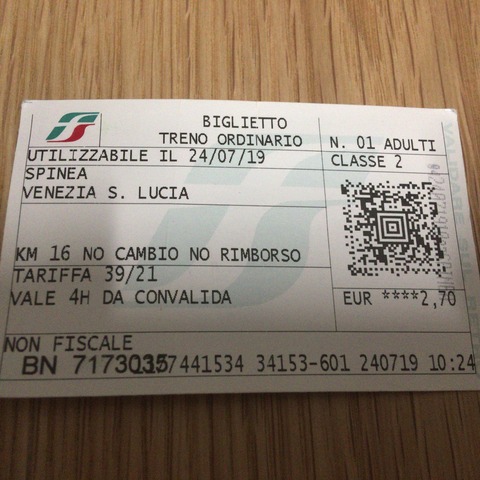 BIGLIETTO
TRENO ORDINARIO
N. 01 ADULTI
UTILIZZABILE IL 24/07/19
CLASSE 2
SPINEA
VENEZIA S. LUCIA
KM 16 NO CAMBIO NO RIMBORSO
TARIFFA 39/21
VALE 4H DA CONVALIDA
EUR ****2,70
NON FISCALE
BN 7173035 34153-601 240719 10:24